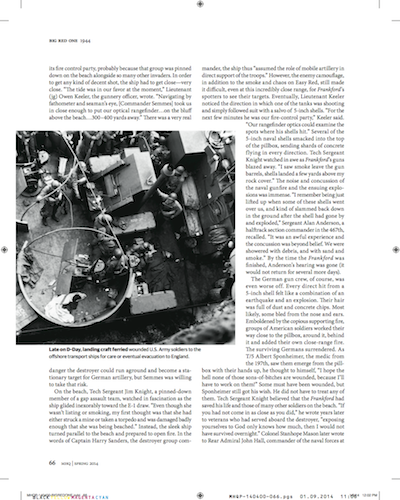 BIG RED ONE 1944
its fire control party, probably because that group was pinned
down on the beach alongside so many other invaders. In order
to get any kind of decent shot, the ship had to get close—very
close. "The tide was in our favor at the moment," Lieutenant
(jg) Owen Keeler, the gunnery officer, wrote. "Navigating by
fathometer and seaman's eye, [Commander Semmes] took us
in close enough to put our optical rangefinder…on the bluff
above the beach…300–400 yards away." There was a very real
Late on D-Day, landing craft ferried wounded U.S. Army soldiers to the
offshore transport ships for care or eventual evacuation to England.
danger the destroyer could run aground and become a sta-
tionary target for German artillery, but Semmes was willing
to take that risk.
On the beach, Tech Sergeant Jim Knight, a pinned-down
member of a gap assault team, watched in fascination as the
ship glided inexorably toward the E-1 draw. "Even though she
wasn't listing or smoking, my first thought was that she had
either struck a mine or taken a torpedo and was damaged badly
enough that she was being beached." Instead, the sleek ship
turned parallel to the beach and prepared to open fire. In the
words of Captain Harry Sanders, the destroyer group com-
mander, the ship thus "assumed the role of mobile artillery in
direct support of the troops." However, the enemy camouflage,
in addition to the smoke and chaos on Easy Red, still made
it difficult, even at this incredibly close range, for Frankford's
spotters to see their targets. Eventually, Lieutenant Keeler
noticed the direction in which one of the tanks was shooting
and simply followed suit with a salvo of 5-inch shells. "For the
next few minutes he was our fire-control party," Keeler said.
"Our rangefinder optics could examine the
spots where his shells hit." Several of the
5-inch naval shells smacked into the top
of the pillbox, sending shards of concrete
flying in every direction. Tech Sergeant
Knight watched in awe as Frankford's guns
blazed away. "I saw smoke leave the gun
barrels, shells landed a few yards above my
rock cover." The noise and concussion of
the naval gunfire and the ensuing explo-
sions was immense. "I remember being just
lifted up when some of these shells went
over us, and kind of slammed back down
in the ground after the shell had gone by
and exploded," Sergeant Alan Anderson, a
halftrack section commander in the 467th,
recalled. "It was an awful experience and
the concussion was beyond belief. We were
showered with debris, and with sand and
smoke." By the time the Frankford was
finished, Anderson's hearing was gone (it
would not return for several more days).
The German gun crew, of course, was
even worse off. Every direct hit from a
5-inch shell felt like a combination of an
earthquake and an explosion. Their hair
was full of dust and concrete chips. Most
likely, some bled from the nose and ears.
Emboldened by the copious supporting fire,
groups of American soldiers worked their
way close to the pillbox, around it, behind
it and added their own close-range fire.
The surviving Germans surrendered. As
T/5 Albert Sponheimer, the medic from
the 197th, saw them emerge from the pill-
box with their hands up, he thought to himself, "I hope the
hell none of those sons-of-bitches are wounded, because I'll
have to work on them!" Some must have been wounded, but
Sponheimer still got his wish. He did not have to treat any of
them. Tech Sergeant Knight believed that the Frankford had
saved his life and those of many other soldiers on the beach. "If
you had not come in as close as you did," he wrote years later
to veterans who had served aboard the destroyer, "exposing
yourselves to God only knows how much, then I would not
have survived overnight." Colonel Stanhope Mason later wrote
to Rear Admiral John Hall, commander of the naval forces at
66 MHQ | SPRING 2014
BLACK MAGENTA CYAN
MHQP-140400-066.pgs 01.09.2014